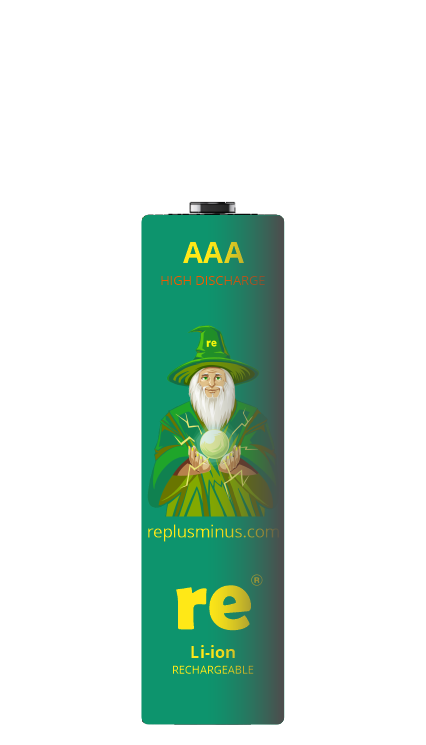 AAA
HIGH DISCHARGE
re
replusminus.com
re®
Li-ion
RECHARGEABLE